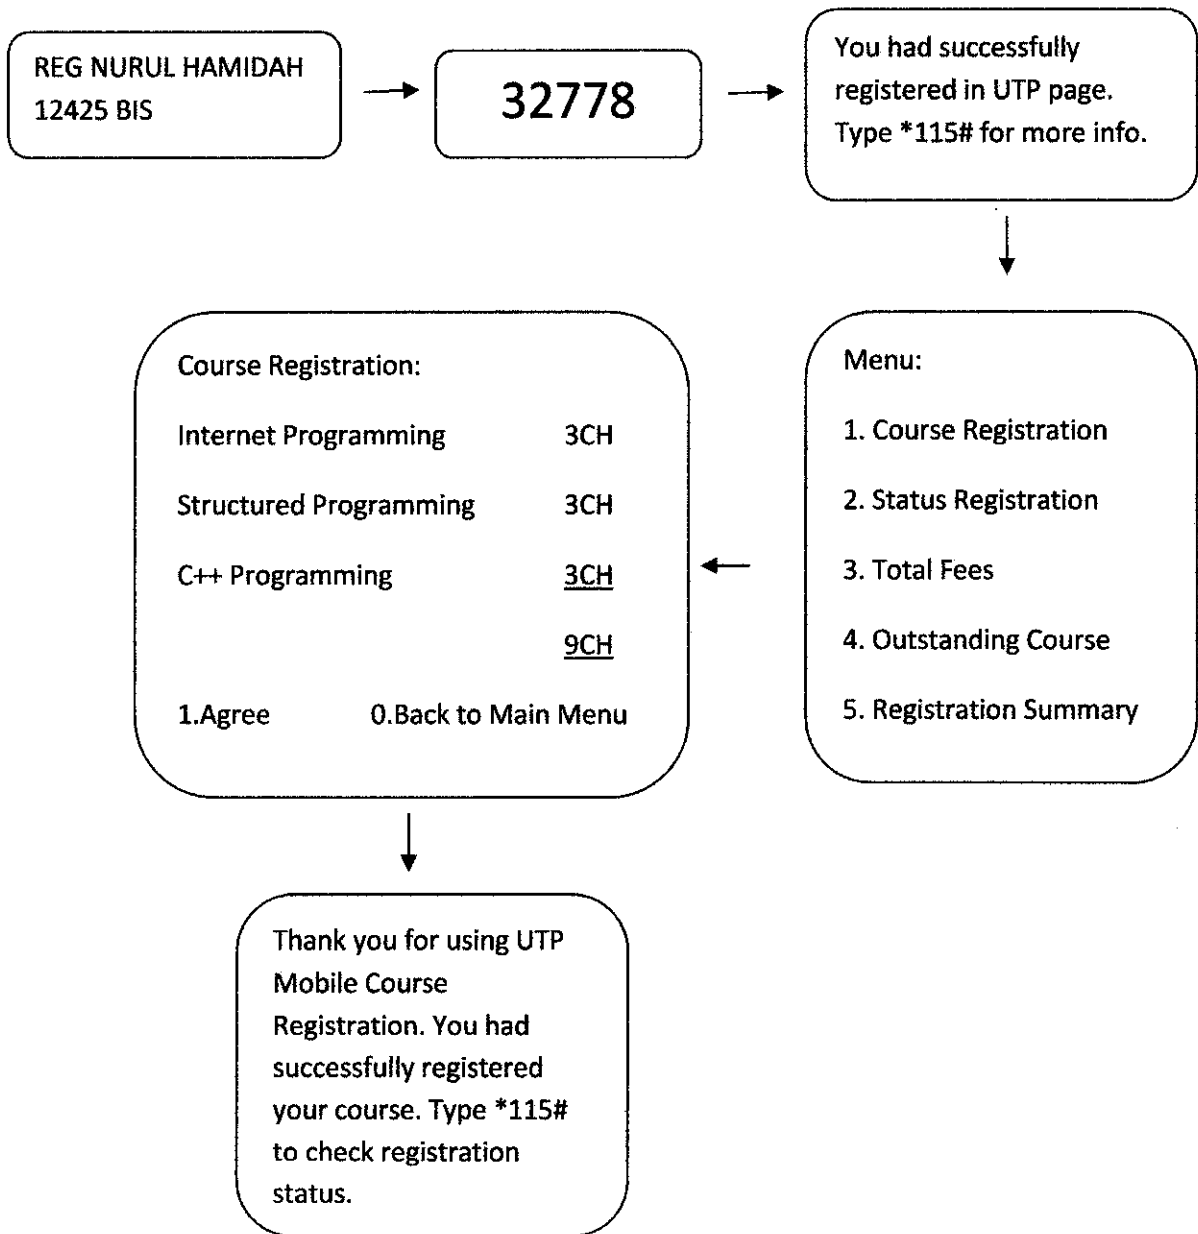 REG NURUL HAMIDAH
12425 BIS
32778
You had successfully
registered in UTP page.
Type *115# for more info.
Menu:
1. Course Registration
2. Status Registration
3. Total Fees
4. Outstanding Course
5. Registration Summary
Course Registration:
Internet Programming 3CH
Structured Programming 3CH
C++ Programming 3CH
9CH
1.Agree 0.Back to Main Menu
Thank you for using UTP
Mobile Course
Registration. You had
successfully registered
your course. Type *115#
to check registration
status.